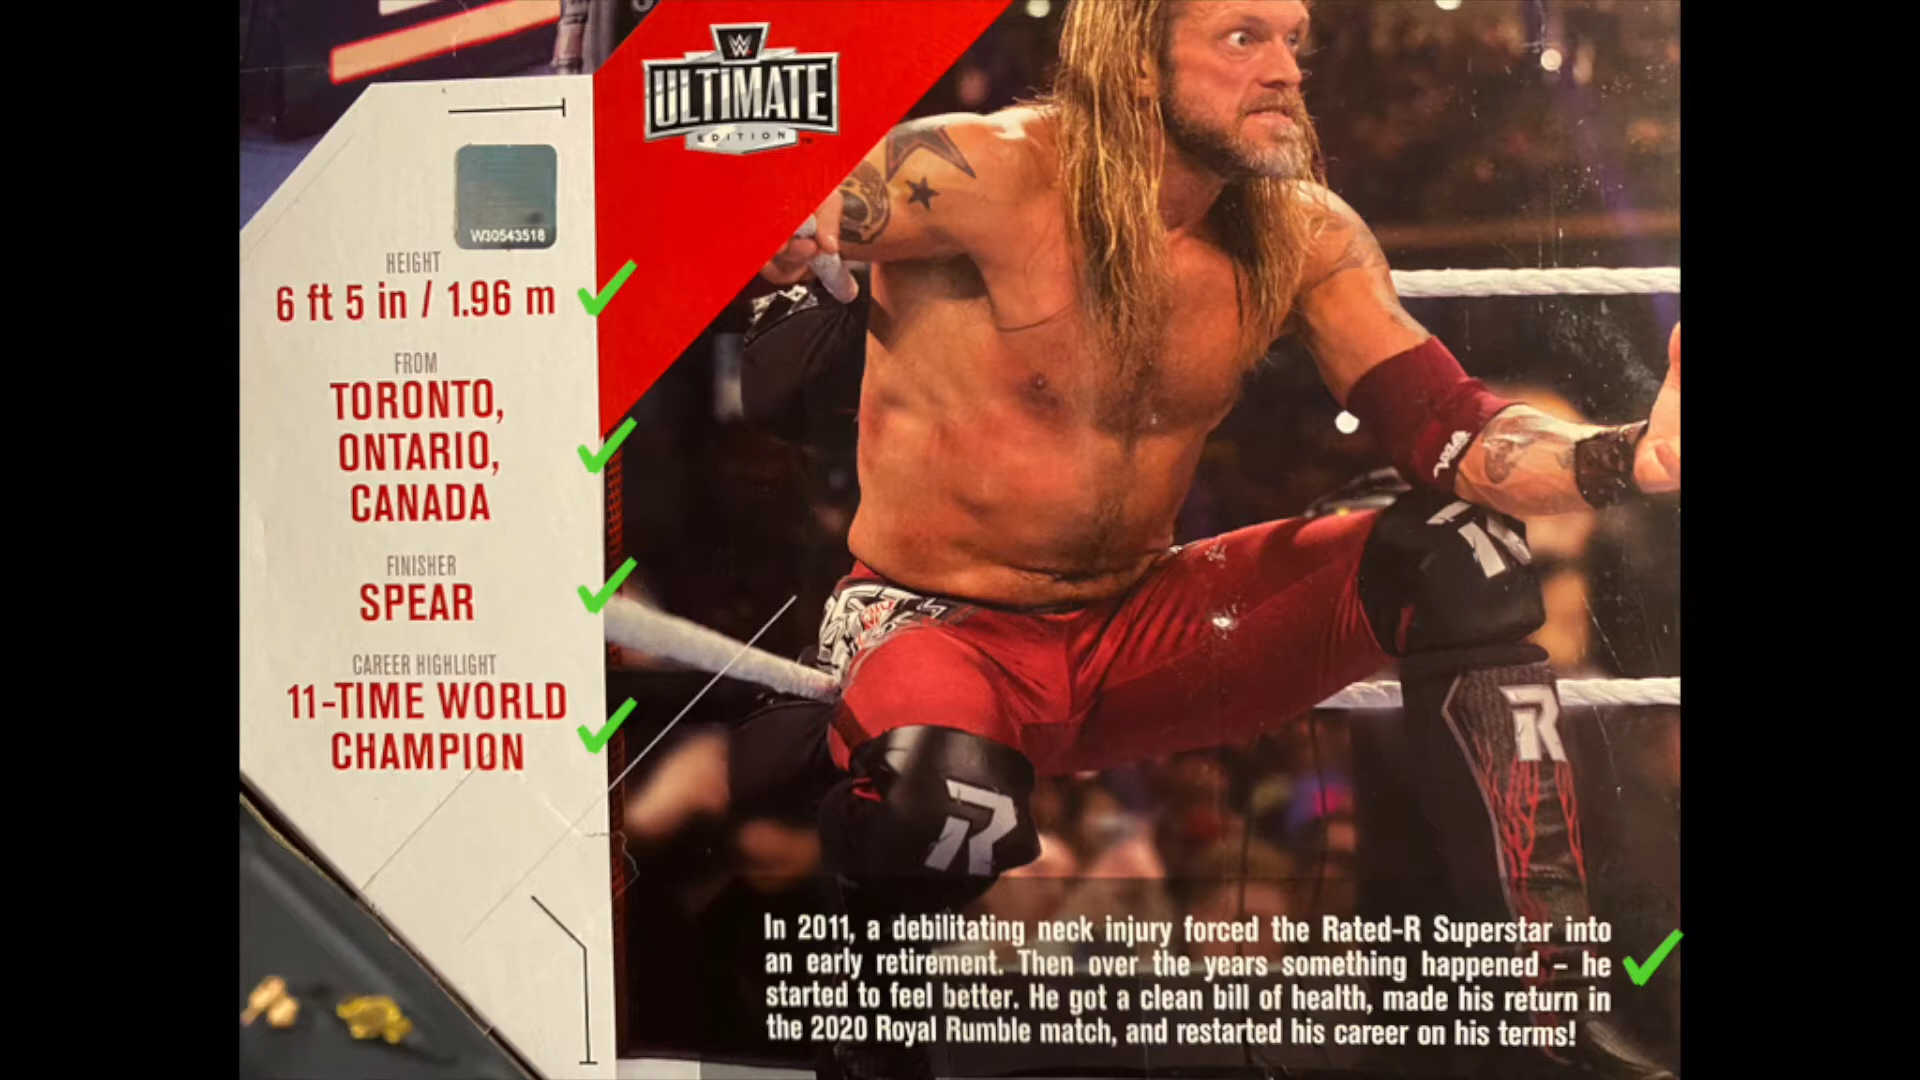 W
ULTIMATE
EDITION
TM
W30543518
HEIGHT
6 ft 5 in / 1.96 m
FROM
TORONTO,
ONTARIO,
CANADA
FINISHER
SPEAR
CAREER HIGHLIGHT
11-TIME WORLD
CHAMPION
R
R
R
In 2011, a debilitating neck injury forced the Rated-R Superstar into
an early retirement. Then over the years something happened – he
started to feel better. He got a clean bill of health, made his return in
the 2020 Royal Rumble match, and restarted his career on his terms!